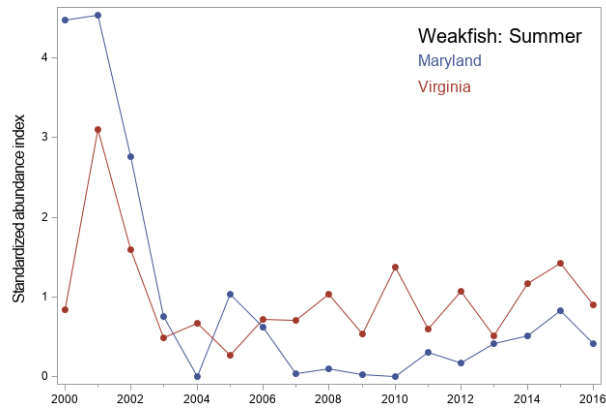 Weakfish: Summer
Maryland
Virginia
Standardized abundance index
4
3
2
1
0
2000 2002 2004 2006 2008 2010 2012 2014 2016